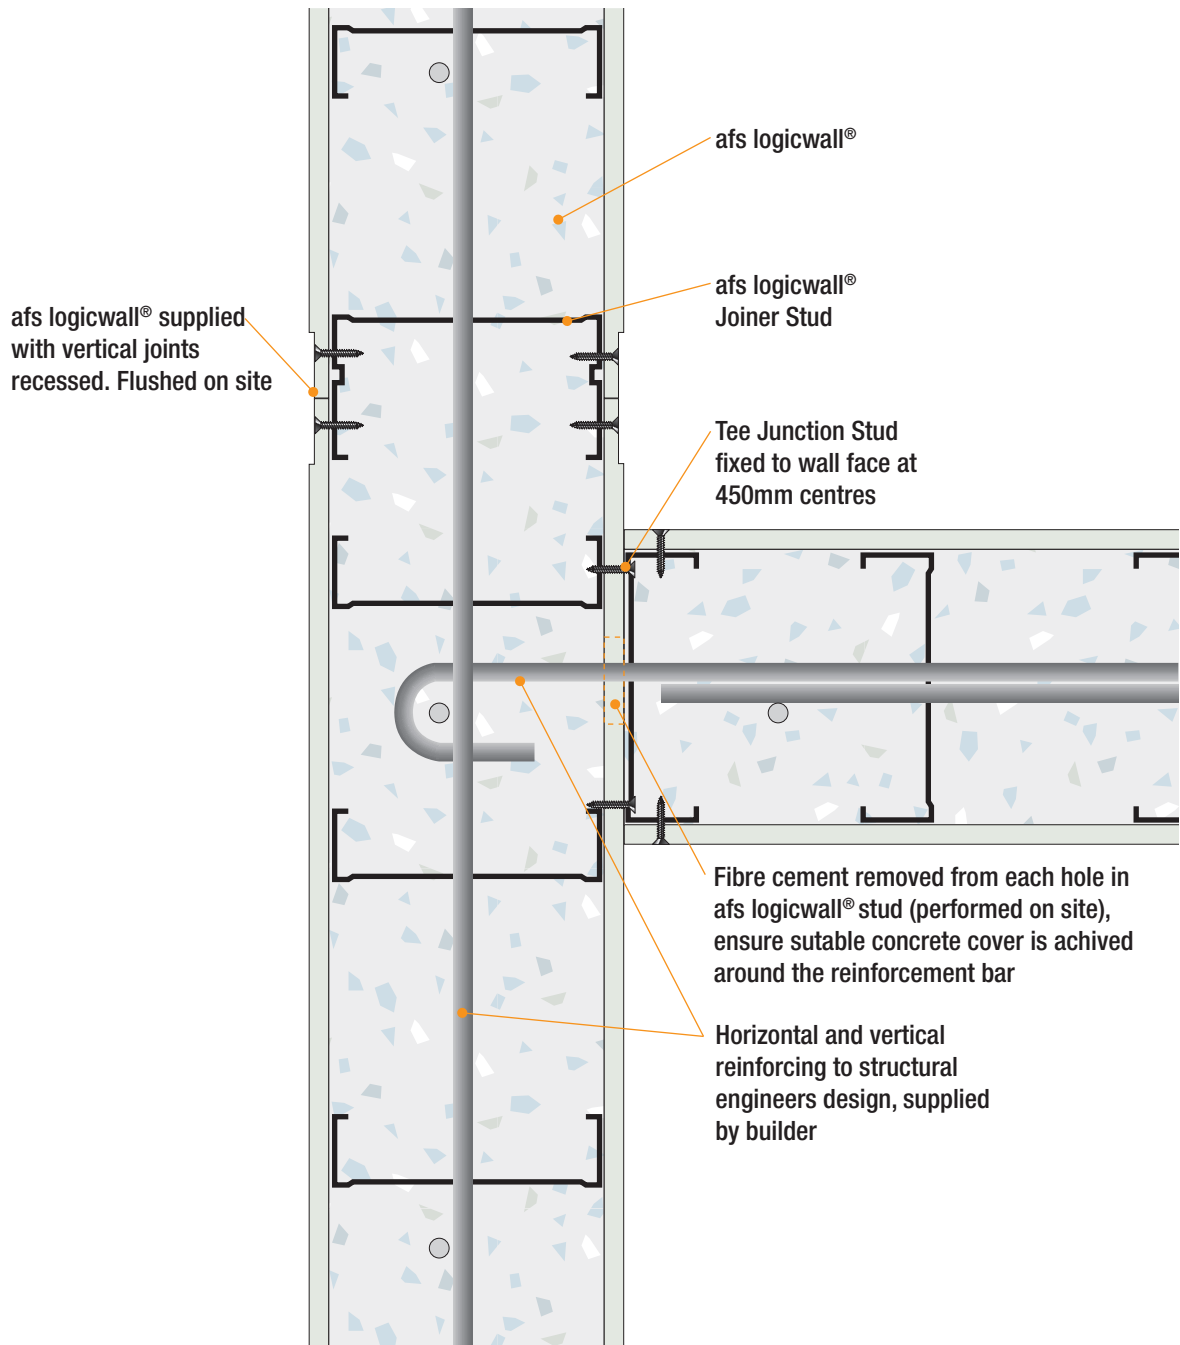 afs logicwall®
afs logicwall®
Joiner Stud
afs logicwall® supplied
with vertical joints
recessed. Flushed on site
Tee Junction Stud
fixed to wall face at
450mm centres
Fibre cement removed from each hole in
afs logicwall® stud (performed on site),
ensure sutable concrete cover is achived
around the reinforcement bar
Horizontal and vertical
reinforcing to structural
engineers design, supplied
by builder